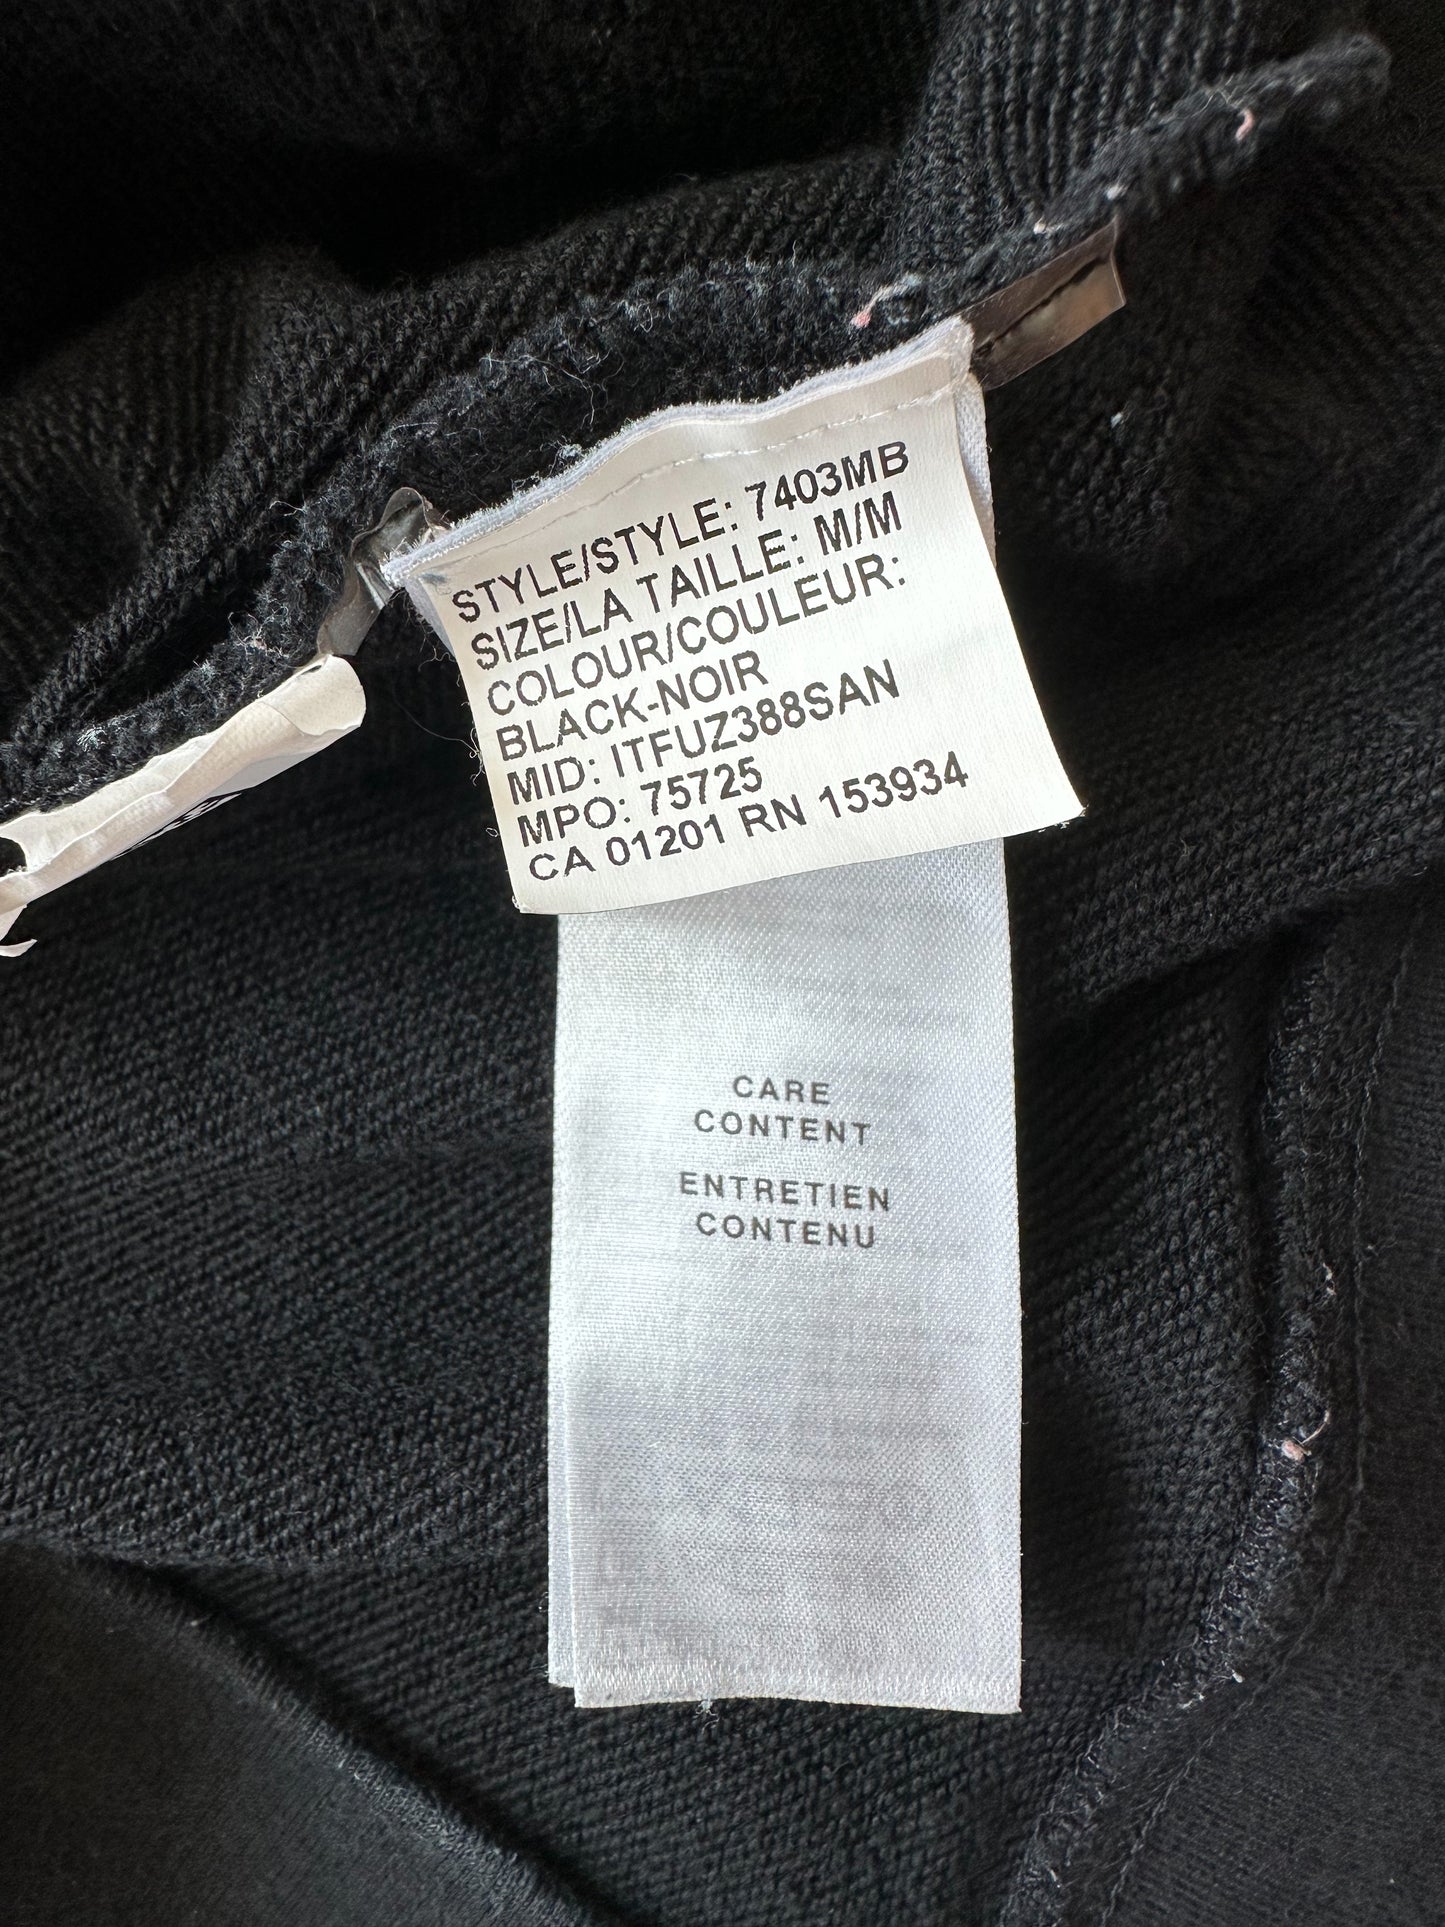 STYLE/STYLE: 7403MB
SIZE/LA TAILLE: M/M
COLOUR/COULEUR:
BLACK-NOIR
MID: ITFUZ388SAN
MPO: 75725
CA 01201 RN 153934
CARE
CONTENT
ENTRETIEN
CONTENU